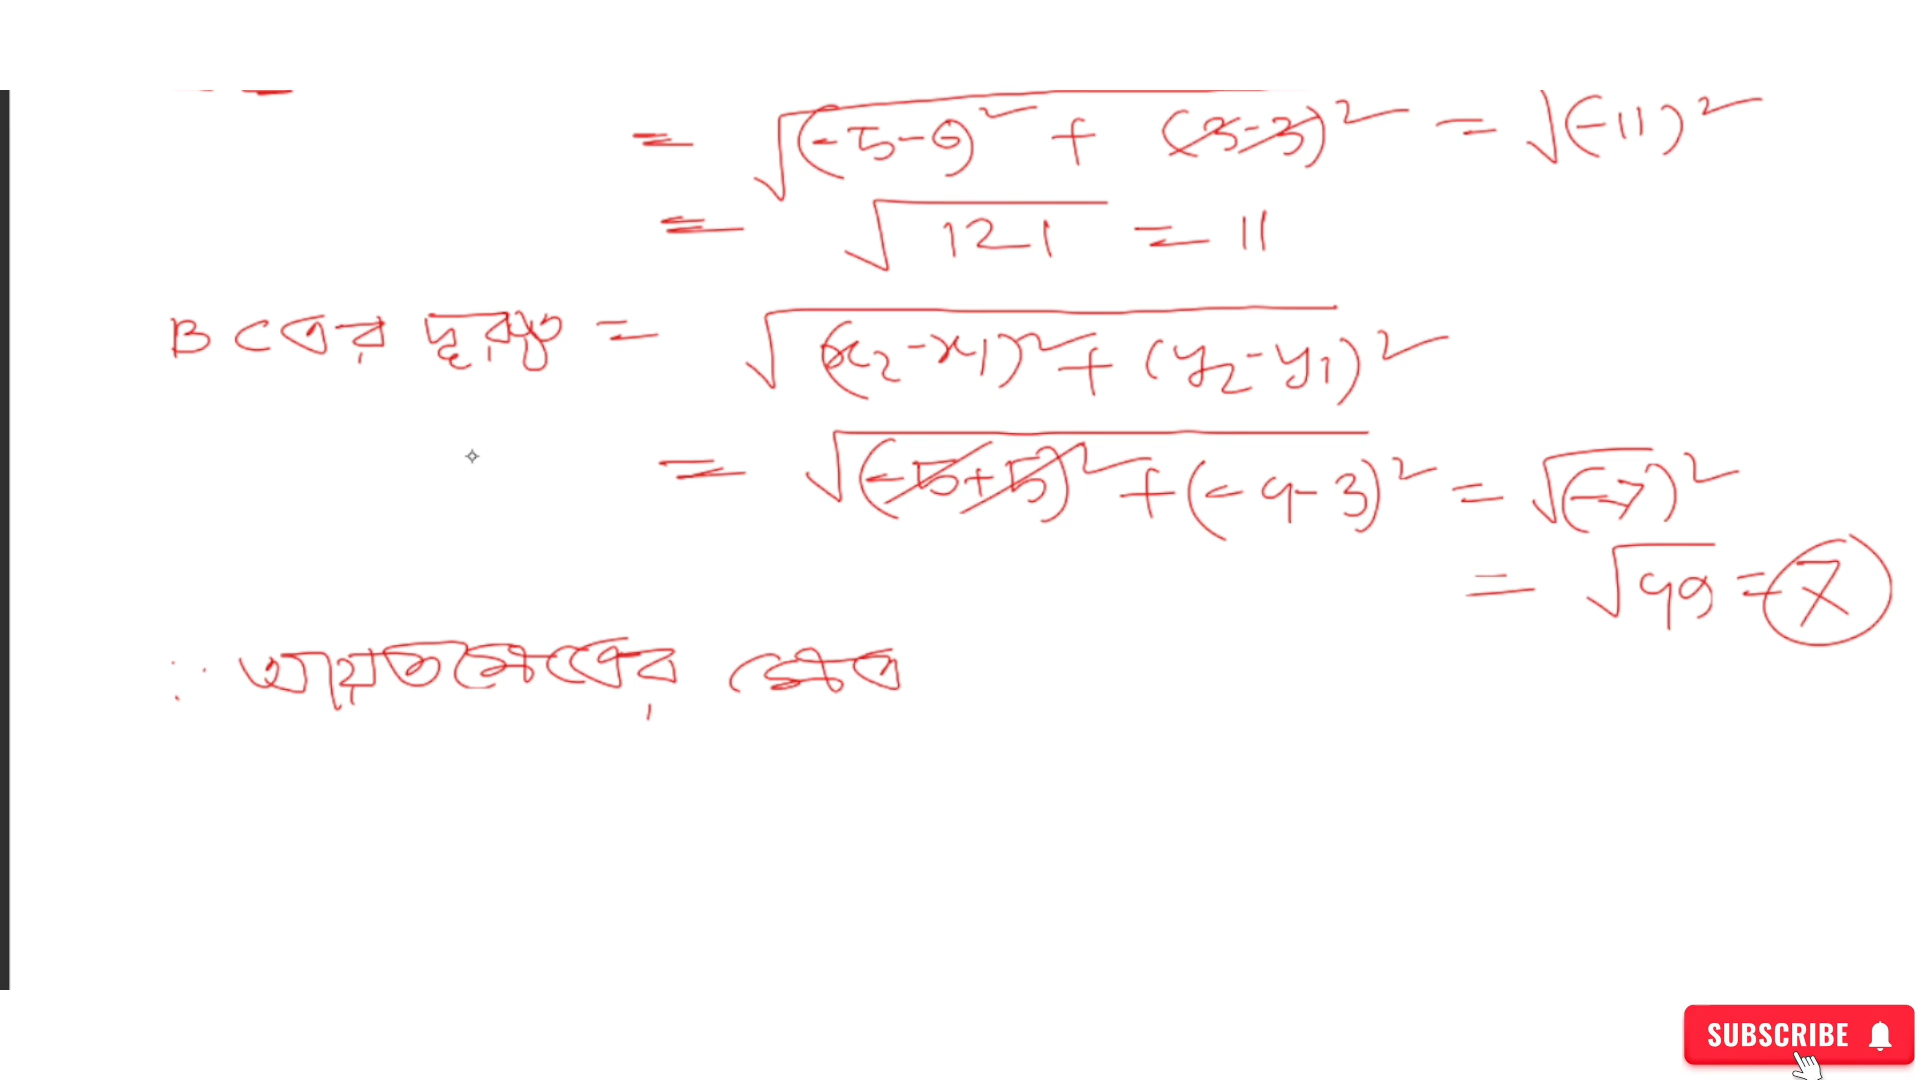 = √(-5-6)² + (3-3)² = √(-11)²
= √121 = 11
BC এর দূরত্ব = √(x₂-x₁)² + (y₂-y₁)²
= √(-5+5)² + (-4-3)² = √(-7)²
= √49 = 7
∴ আয়তক্ষেত্রের ক্ষেত্র
SUBSCRIBE